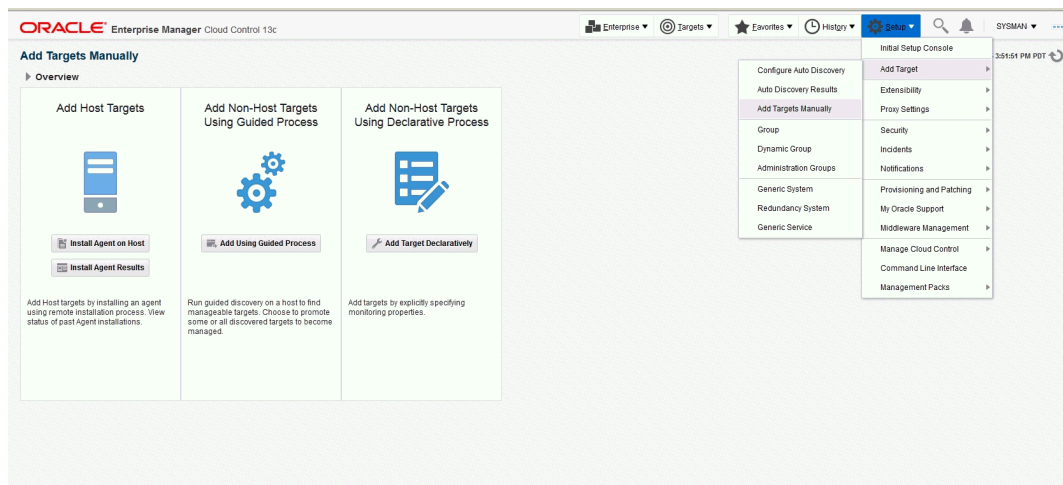 ORACLE Enterprise Manager Cloud Control 13c
Enterprise
Targets
Favorites
History
Setup
SYSMAN
Add Targets Manually
3:51:51 PM PDT
Overview
Add Host Targets
Install Agent on Host
Install Agent Results
Add Host targets by installing an agent
using remote installation process. View
status of past Agent installations.
Add Non-Host Targets
Using Guided Process
Add Using Guided Process
Run guided discovery on a host to find
manageable targets. Choose to promote
some or all discovered targets to become
managed.
Add Non-Host Targets
Using Declarative Process
Add Target Declaratively
Add targets by explicitly specifying
monitoring properties.
Configure Auto Discovery
Auto Discovery Results
Add Targets Manually
Group
Dynamic Group
Administration Groups
Generic System
Redundancy System
Generic Service
Initial Setup Console
Add Target
Extensibility
Proxy Settings
Security
Incidents
Notifications
Provisioning and Patching
My Oracle Support
Middleware Management
Manage Cloud Control
Command Line Interface
Management Packs